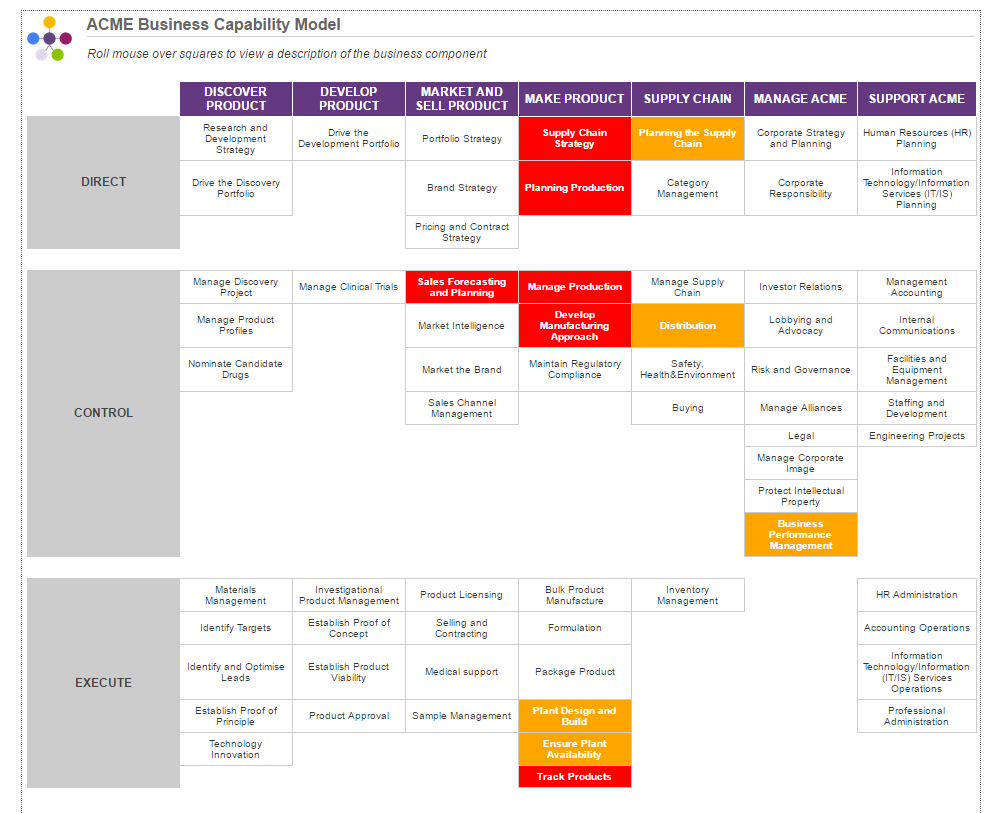 ACME Business Capability Model
Roll mouse over squares to view a description of the business component
DISCOVER
PRODUCT
DEVELOP
PRODUCT
MARKET AND
SELL PRODUCT
MAKE PRODUCT
SUPPLY CHAIN
MANAGE ACME
SUPPORT ACME
DIRECT
Research and
Development
Strategy
Drive the
Development Portfolio
Portfolio Strategy
Supply Chain
Strategy
Planning the Supply
Chain
Corporate Strategy
and Planning
Human Resources (HR)
Planning
Drive the Discovery
Portfolio
Brand Strategy
Planning Production
Category
Management
Corporate
Responsibility
Information
Technology/Information
Services (IT/IS)
Planning
Pricing and Contract
Strategy
CONTROL
Manage Discovery
Project
Manage Clinical Trials
Sales Forecasting
and Planning
Manage Production
Manage Supply
Chain
Investor Relations
Management
Accounting
Manage Product
Profiles
Market Intelligence
Develop
Manufacturing
Approach
Distribution
Lobbying and
Advocacy
Internal
Communications
Nominate Candidate
Drugs
Market the Brand
Maintain Regulatory
Compliance
Safety,
Health&Environment
Risk and Governance
Facilities and
Equipment
Management
Sales Channel
Management
Buying
Manage Alliances
Staffing and
Development
Legal
Engineering Projects
Manage Corporate
Image
Protect Intellectual
Property
Business
Performance
Management
EXECUTE
Materials
Management
Investigational
Product Management
Product Licensing
Bulk Product
Manufacture
Inventory
Management
HR Administration
Identify Targets
Establish Proof of
Concept
Selling and
Contracting
Formulation
Accounting Operations
Identify and Optimise
Leads
Establish Product
Viability
Medical support
Package Product
Information
Technology/Information
(IT/IS) Services
Operations
Establish Proof of
Principle
Product Approval
Sample Management
Plant Design and
Build
Professional
Administration
Technology
Innovation
Ensure Plant
Availability
Track Products